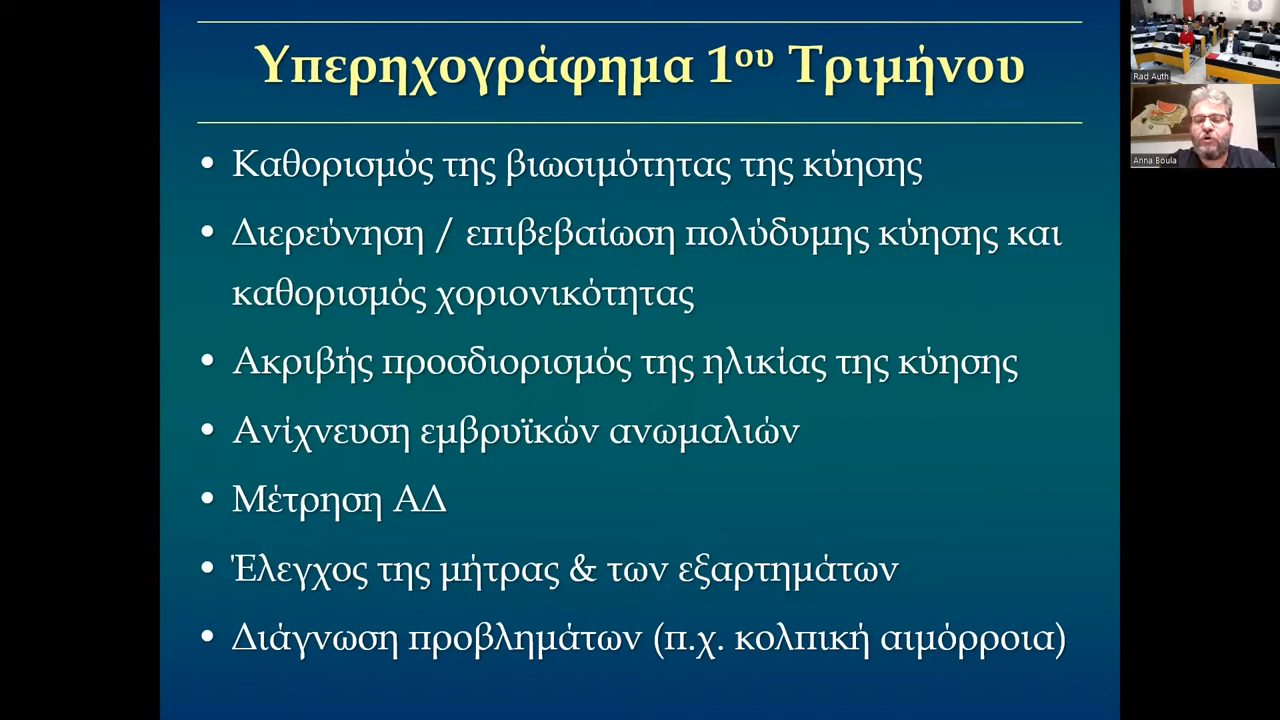 Υπερηχογράφημα 1ου Τριμήνου
• Καθορισμός της βιωσιμότητας της κύησης
• Διερεύνηση / επιβεβαίωση πολύδυμης κύησης και
καθορισμός χοριονικότητας
• Ακριβής προσδιορισμός της ηλικίας της κύησης
• Ανίχνευση εμβρυϊκών ανωμαλιών
• Μέτρηση ΑΔ
• Έλεγχος της μήτρας & των εξαρτημάτων
• Διάγνωση προβλημάτων (π.χ. κολπική αιμόρροια)
Rad Auth
Anna Boula